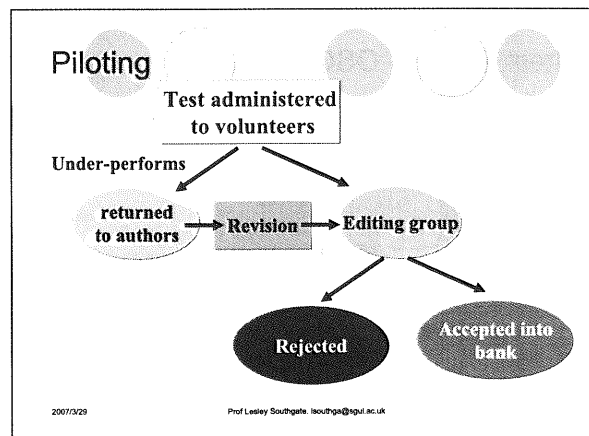 Piloting
Test administered
to volunteers
Under-performs
returned
to authors
Revision
Editing group
Rejected
Accepted into
bank
2007/3/29
Prof Lesley Southgate. lsouthga@sgul.ac.uk